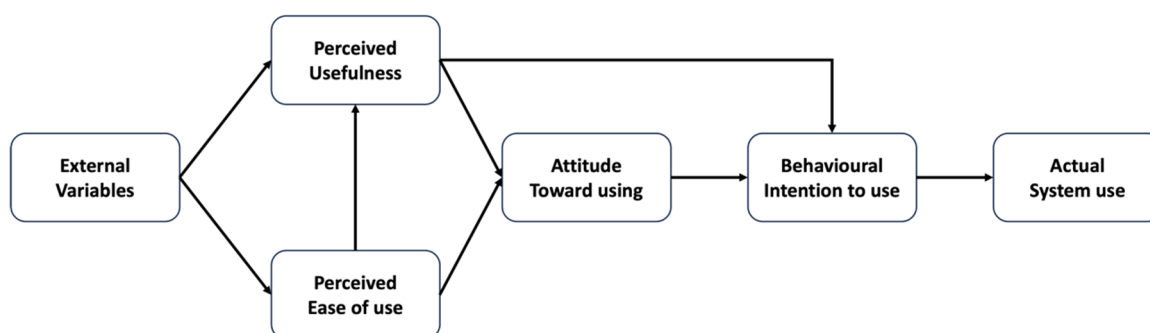 Perceived
Usefulness
External
Variables
Attitude
Toward using
Behavioural
Intention to use
Actual
System use
Perceived
Ease of use